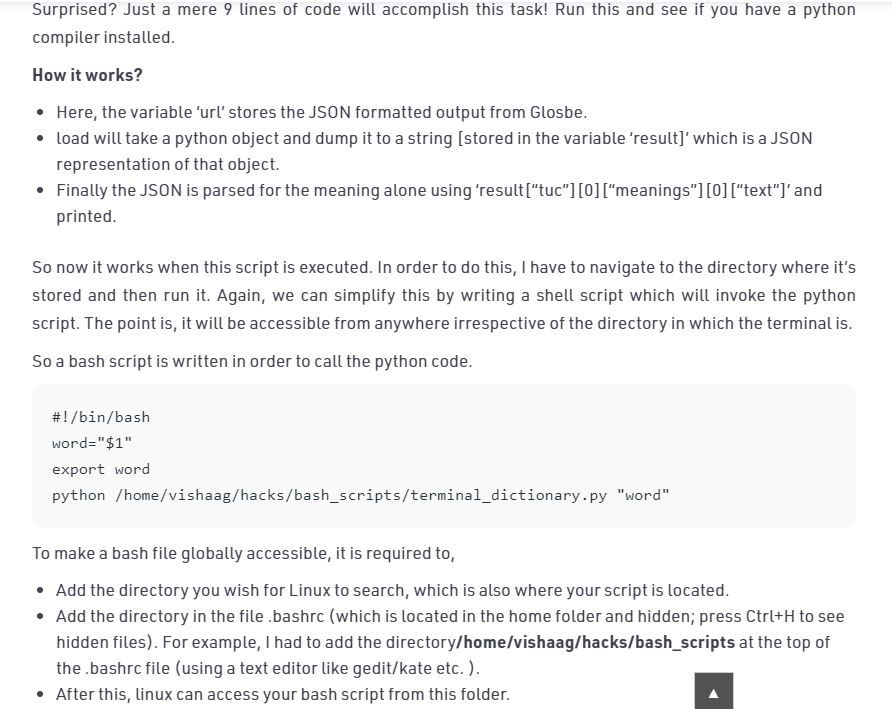 Surprised? Just a mere 9 lines of code will accomplish this task! Run this and see if you have a python
compiler installed.
How it works?
• Here, the variable ‘url’ stores the JSON formatted output from Glosbe.
• load will take a python object and dump it to a string [stored in the variable ‘result]’ which is a JSON
representation of that object.
• Finally the JSON is parsed for the meaning alone using ‘result[“tuc”][0][“meanings”][0][“text”]’ and
printed.
So now it works when this script is executed. In order to do this, I have to navigate to the directory where it’s
stored and then run it. Again, we can simplify this by writing a shell script which will invoke the python
script. The point is, it will be accessible from anywhere irrespective of the directory in which the terminal is.
So a bash script is written in order to call the python code.
#!/bin/bash
word="$1"
export word
python /home/vishaag/hacks/bash_scripts/terminal_dictionary.py "word"
To make a bash file globally accessible, it is required to,
• Add the directory you wish for Linux to search, which is also where your script is located.
• Add the directory in the file .bashrc (which is located in the home folder and hidden; press Ctrl+H to see
hidden files). For example, I had to add the directory/home/vishaag/hacks/bash_scripts at the top of
the .bashrc file (using a text editor like gedit/kate etc. ).
• After this, linux can access your bash script from this folder.